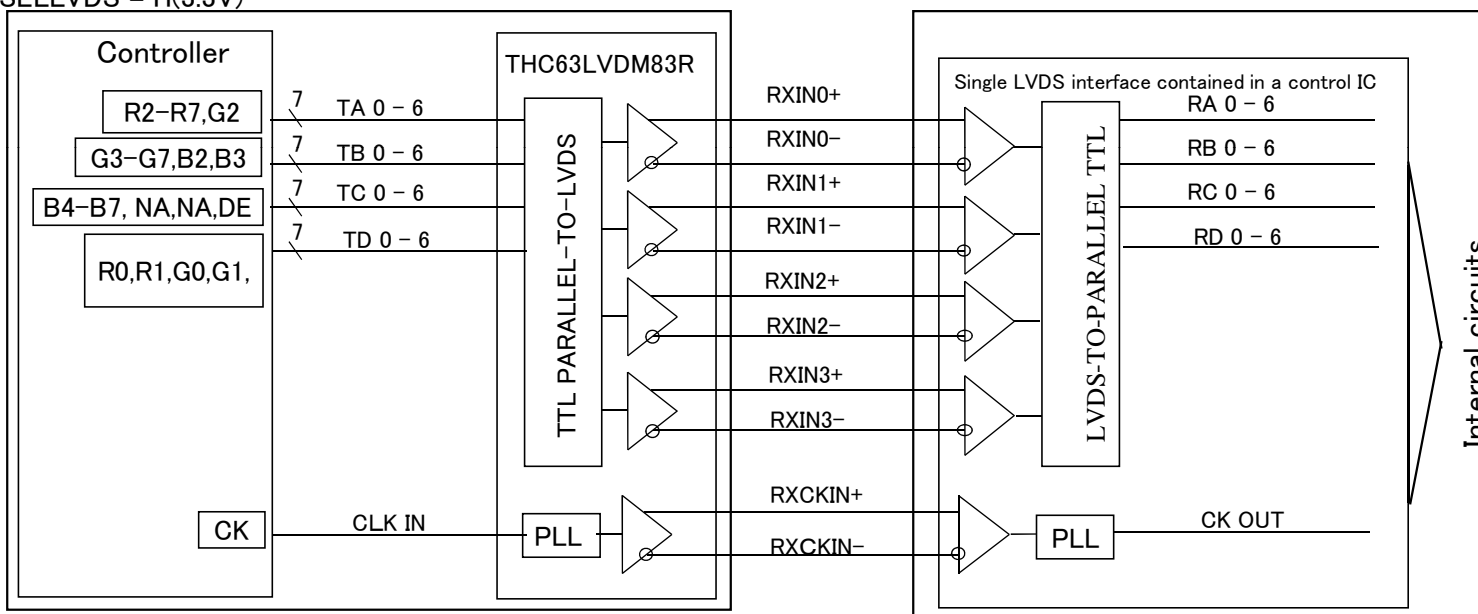 SELLVDS = H(3.3V)
Controller
THC63LVDM83R
Single LVDS interface contained in a control IC
R2-R7,G2
7
TA 0 - 6
RXIN0+
RA 0 - 6
RXIN0-
G3-G7,B2,B3
7
TB 0 - 6
RB 0 - 6
RXIN1+
B4-B7, NA,NA,DE
7
TC 0 - 6
RC 0 - 6
RXIN1-
7
TD 0 - 6
RD 0 - 6
R0,R1,G0,G1,
RXIN2+
RXIN2-
RXIN3+
RXIN3-
TTL PARALLEL-TO-LVDS
LVDS-TO-PARALLEL TTL
Internal circuits
RXCKIN+
CK
CLK IN
PLL
RXCKIN-
PLL
CK OUT